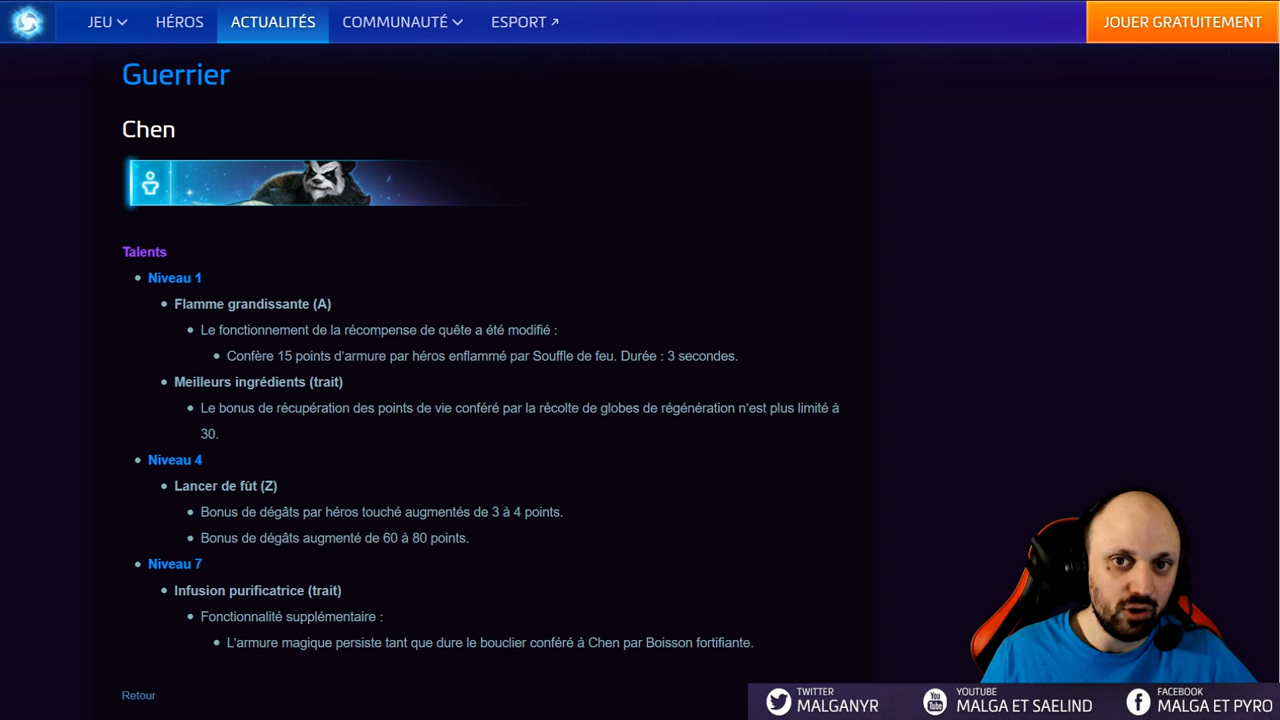 JEU HÉROS ACTUALITÉS COMMUNAUTÉ ESPORT JOUER GRATUITEMENT
Guerrier
Chen
Talents
Niveau 1
Flamme grandissante (A)
Le fonctionnement de la récompense de quête a été modifié :
Confère 15 points d'armure par héros enflammé par Souffle de feu. Durée : 3 secondes.
Meilleurs ingrédients (trait)
Le bonus de récupération des points de vie conféré par la récolte de globes de régénération n'est plus limité à
30.
Niveau 4
Lancer de fût (Z)
Bonus de dégâts par héros touché augmentés de 3 à 4 points.
Bonus de dégâts augmenté de 60 à 80 points.
Niveau 7
Infusion purificatrice (trait)
Fonctionnalité supplémentaire :
L'armure magique persiste tant que dure le bouclier conféré à Chen par Boisson fortifiante.
Retour
TWITTER
MALGANYR
You Tube
YOUTUBE
MALGA ET SAELIND
FACEBOOK
MALGA ET PYRO